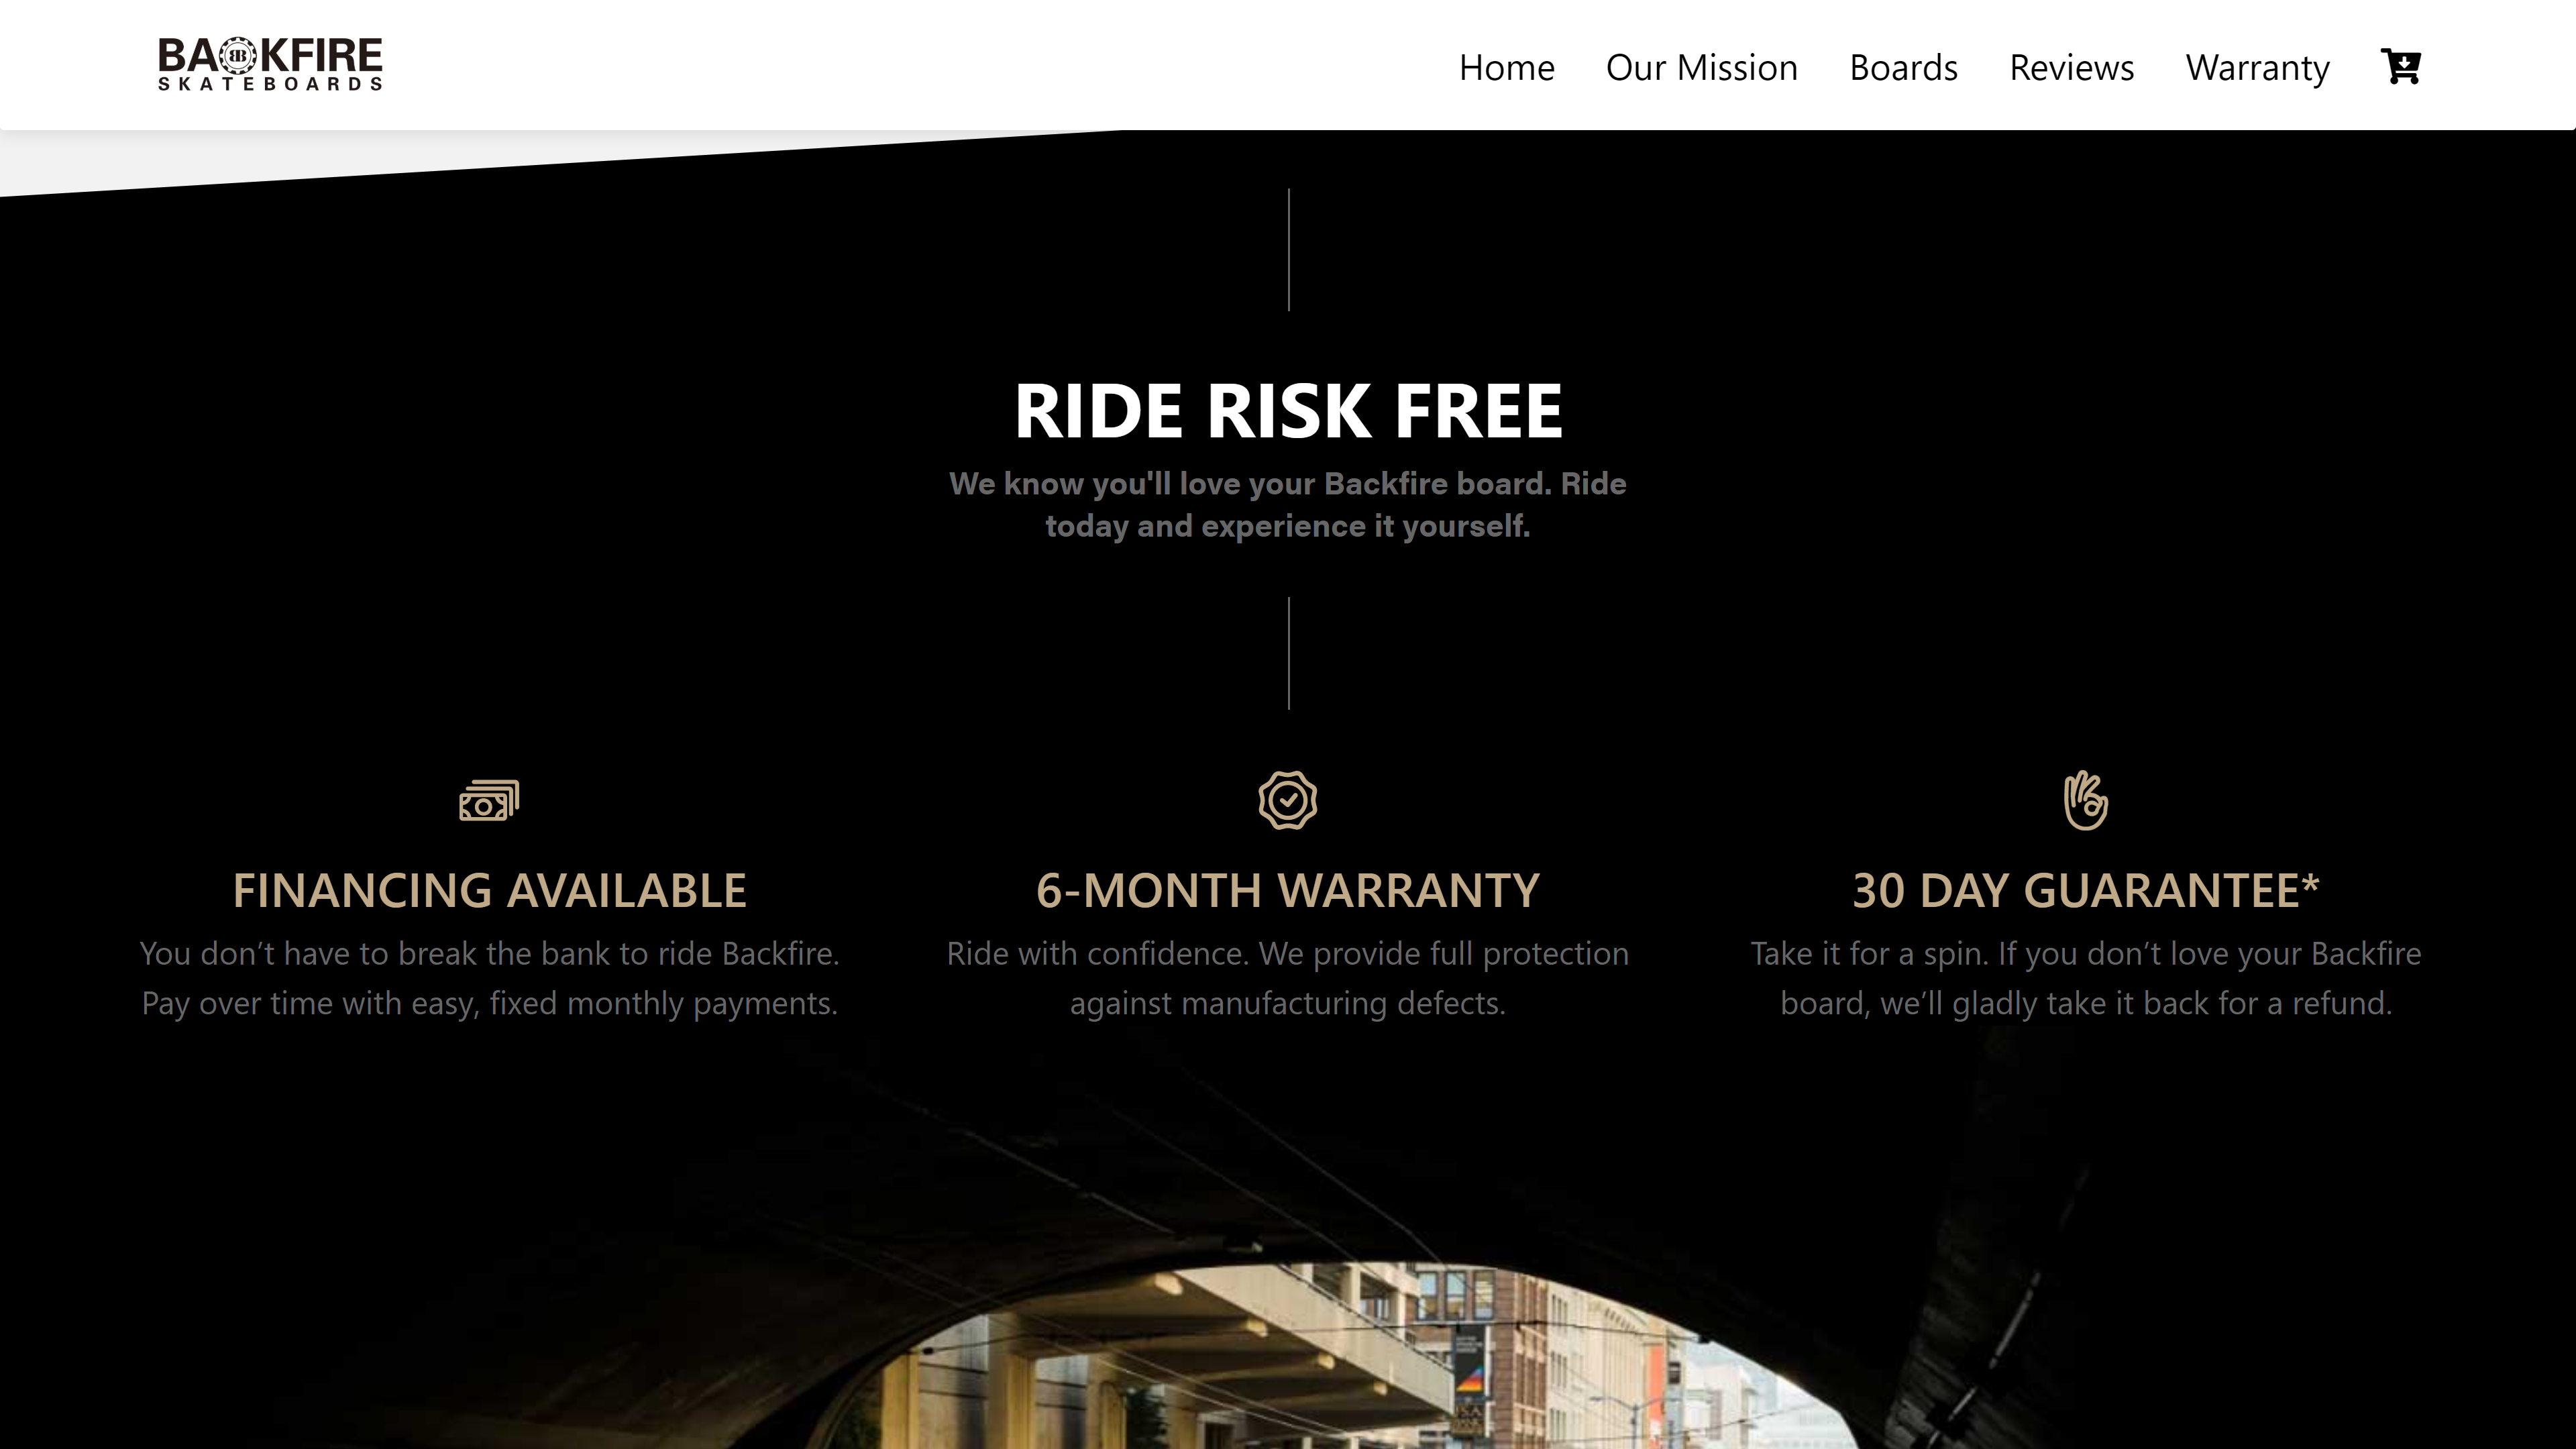 BACKFIRE
SKATEBOARDS
Home Our Mission Boards Reviews Warranty
RIDE RISK FREE
We know you'll love your Backfire board. Ride
today and experience it yourself.
FINANCING AVAILABLE
You don’t have to break the bank to ride Backfire.
Pay over time with easy, fixed monthly payments.
6-MONTH WARRANTY
Ride with confidence. We provide full protection
against manufacturing defects.
30 DAY GUARANTEE*
Take it for a spin. If you don’t love your Backfire
board, we’ll gladly take it back for a refund.